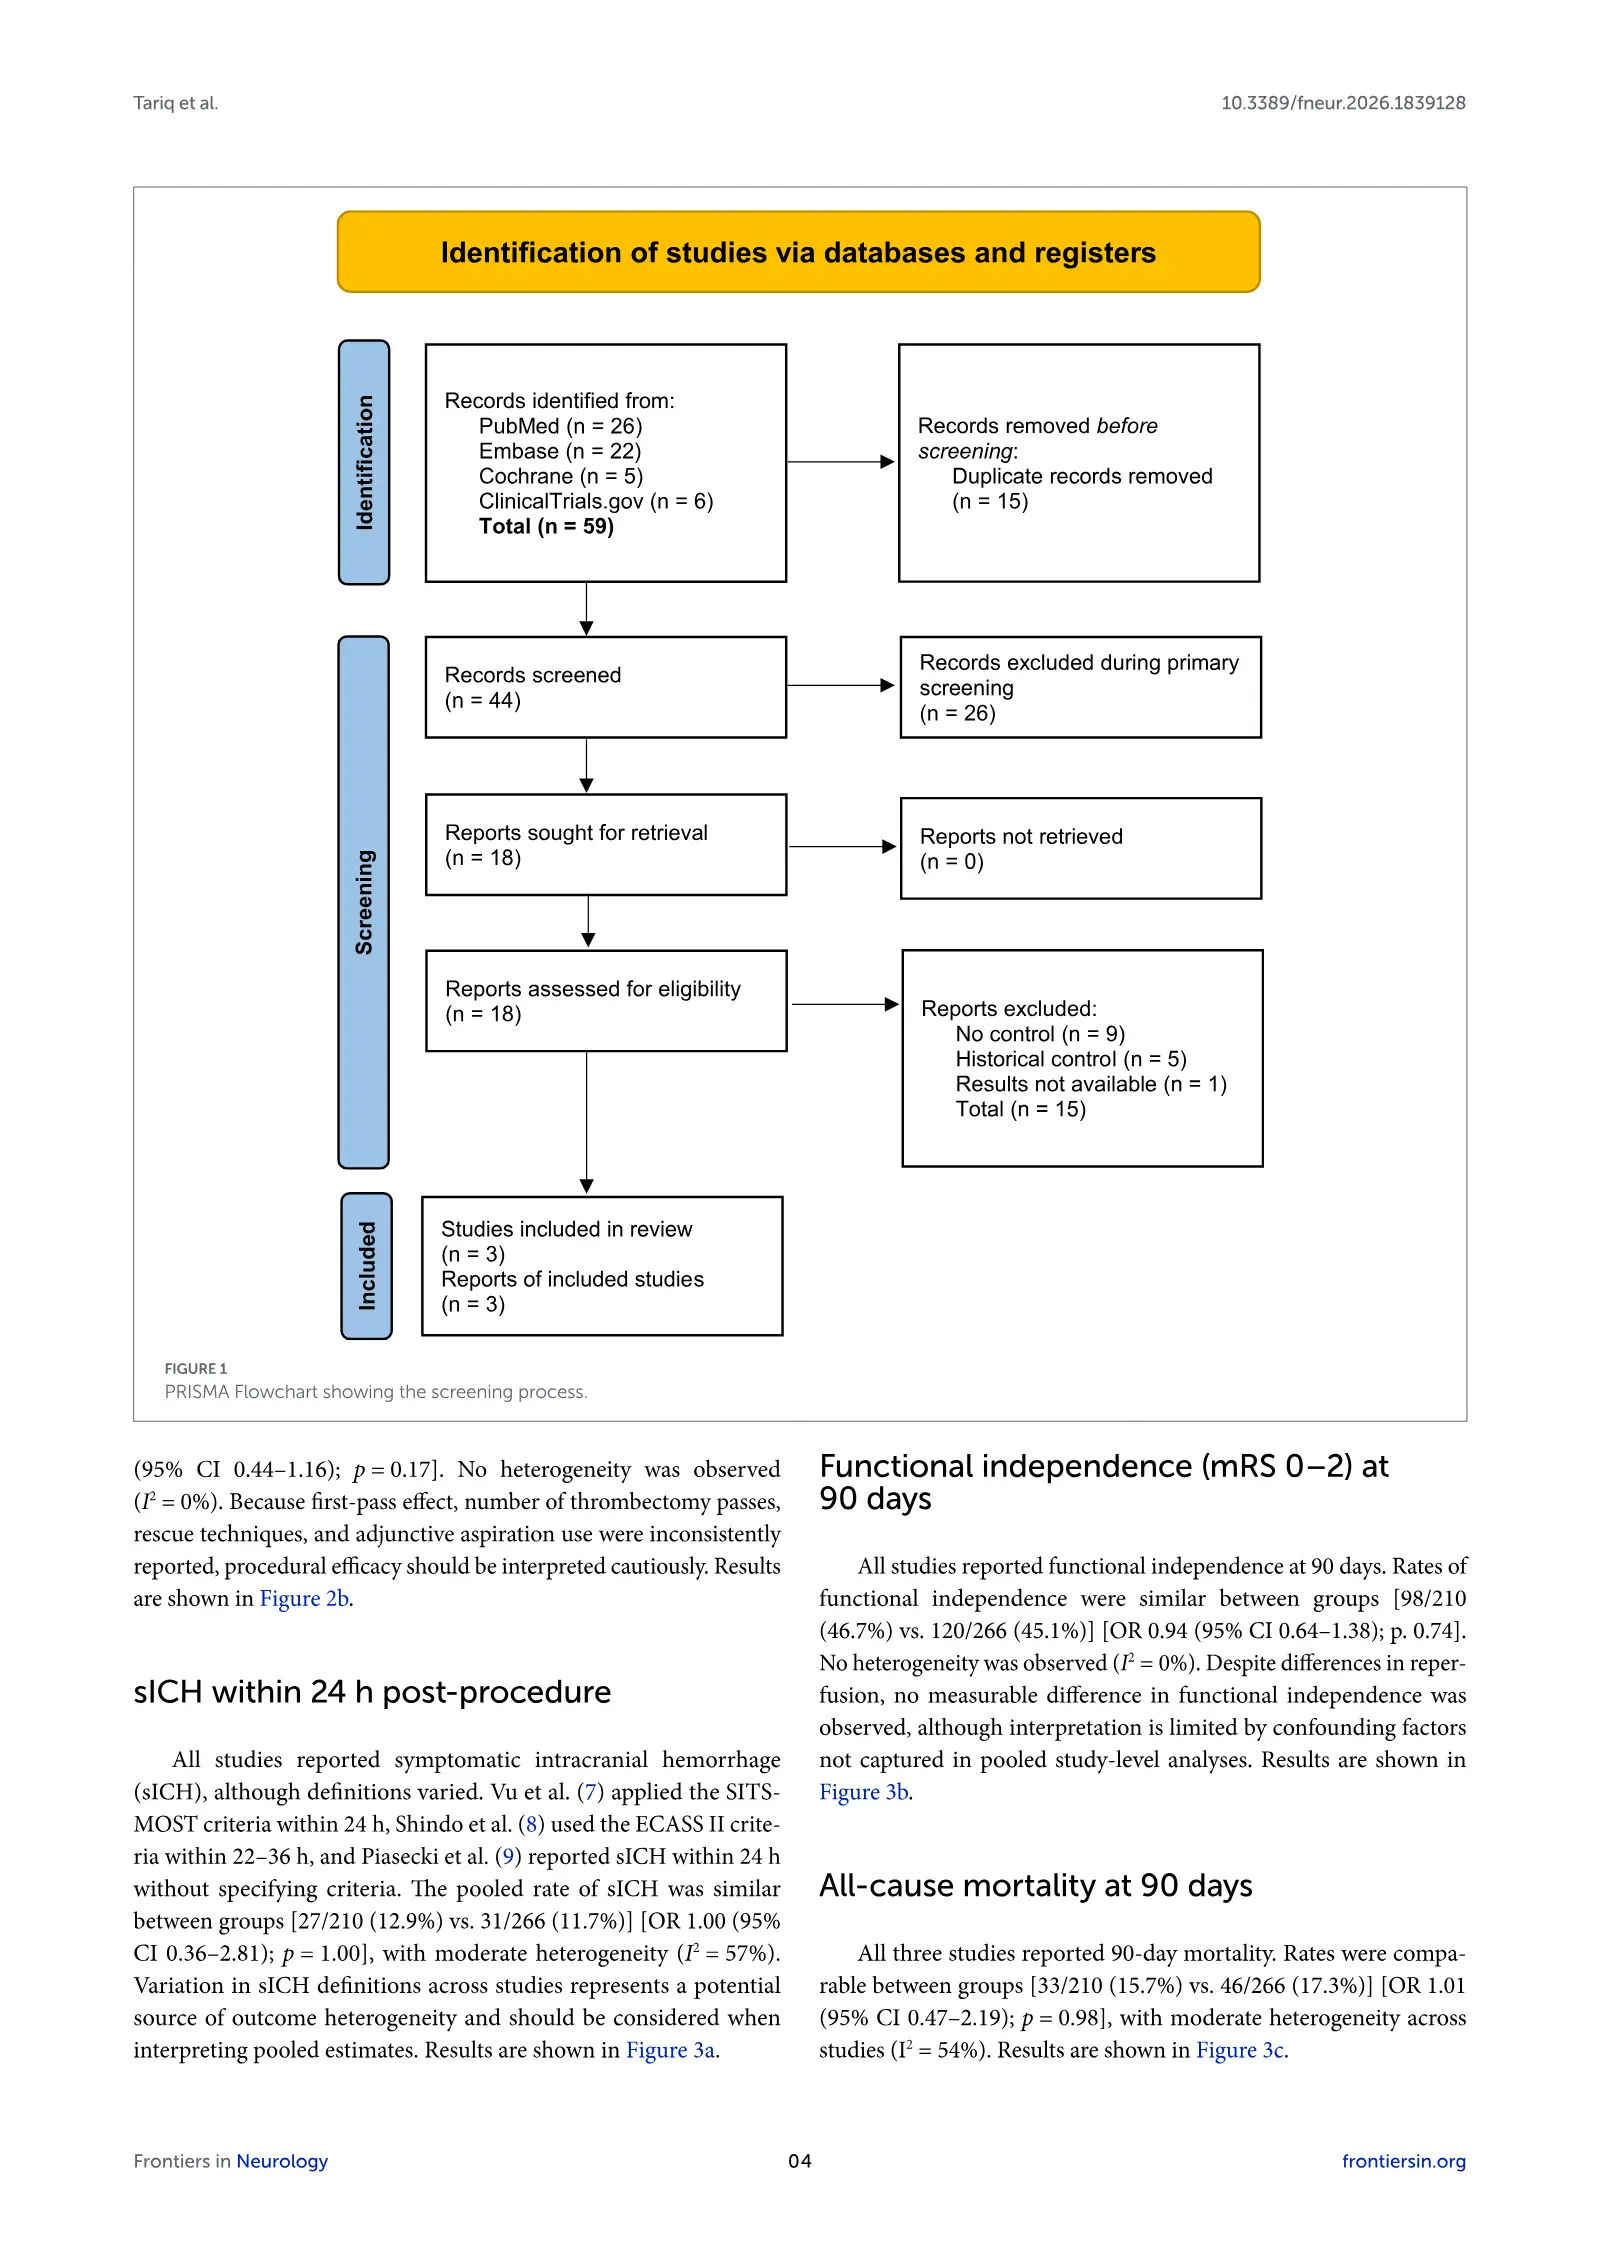 Tariq et al.
10.3389/fneur.2026.1839128
Identification of studies via databases and registers
Identification
Records identified from:
PubMed (n = 26)
Embase (n = 22)
Cochrane (n = 5)
ClinicalTrials.gov (n = 6)
Total (n = 59)
Records removed before
screening:
Duplicate records removed
(n = 15)
Screening
Records screened
(n = 44)
Records excluded during primary
screening
(n = 26)
Reports sought for retrieval
(n = 18)
Reports not retrieved
(n = 0)
Reports assessed for eligibility
(n = 18)
Reports excluded:
No control (n = 9)
Historical control (n = 5)
Results not available (n = 1)
Total (n = 15)
Included
Studies included in review
(n = 3)
Reports of included studies
(n = 3)
FIGURE 1
PRISMA Flowchart showing the screening process.
(95% CI 0.44–1.16); p = 0.17]. No heterogeneity was observed
(I² = 0%). Because first-pass effect, number of thrombectomy passes,
rescue techniques, and adjunctive aspiration use were inconsistently
reported, procedural efficacy should be interpreted cautiously. Results
are shown in Figure 2b.
sICH within 24 h post-procedure
All studies reported symptomatic intracranial hemorrhage
(sICH), although definitions varied. Vu et al. (7) applied the SITS-
MOST criteria within 24 h, Shindo et al. (8) used the ECASS II crite-
ria within 22–36 h, and Piasecki et al. (9) reported sICH within 24 h
without specifying criteria. The pooled rate of sICH was similar
between groups [27/210 (12.9%) vs. 31/266 (11.7%)] [OR 1.00 (95%
CI 0.36–2.81); p = 1.00], with moderate heterogeneity (I² = 57%).
Variation in sICH definitions across studies represents a potential
source of outcome heterogeneity and should be considered when
interpreting pooled estimates. Results are shown in Figure 3a.
Functional independence (mRS 0–2) at
90 days
All studies reported functional independence at 90 days. Rates of
functional independence were similar between groups [98/210
(46.7%) vs. 120/266 (45.1%)] [OR 0.94 (95% CI 0.64–1.38); p. 0.74].
No heterogeneity was observed (I² = 0%). Despite differences in reper-
fusion, no measurable difference in functional independence was
observed, although interpretation is limited by confounding factors
not captured in pooled study-level analyses. Results are shown in
Figure 3b.
All-cause mortality at 90 days
All three studies reported 90-day mortality. Rates were compa-
rable between groups [33/210 (15.7%) vs. 46/266 (17.3%)] [OR 1.01
(95% CI 0.47–2.19); p = 0.98], with moderate heterogeneity across
studies (I² = 54%). Results are shown in Figure 3c.
Frontiers in Neurology
04
frontiersin.org